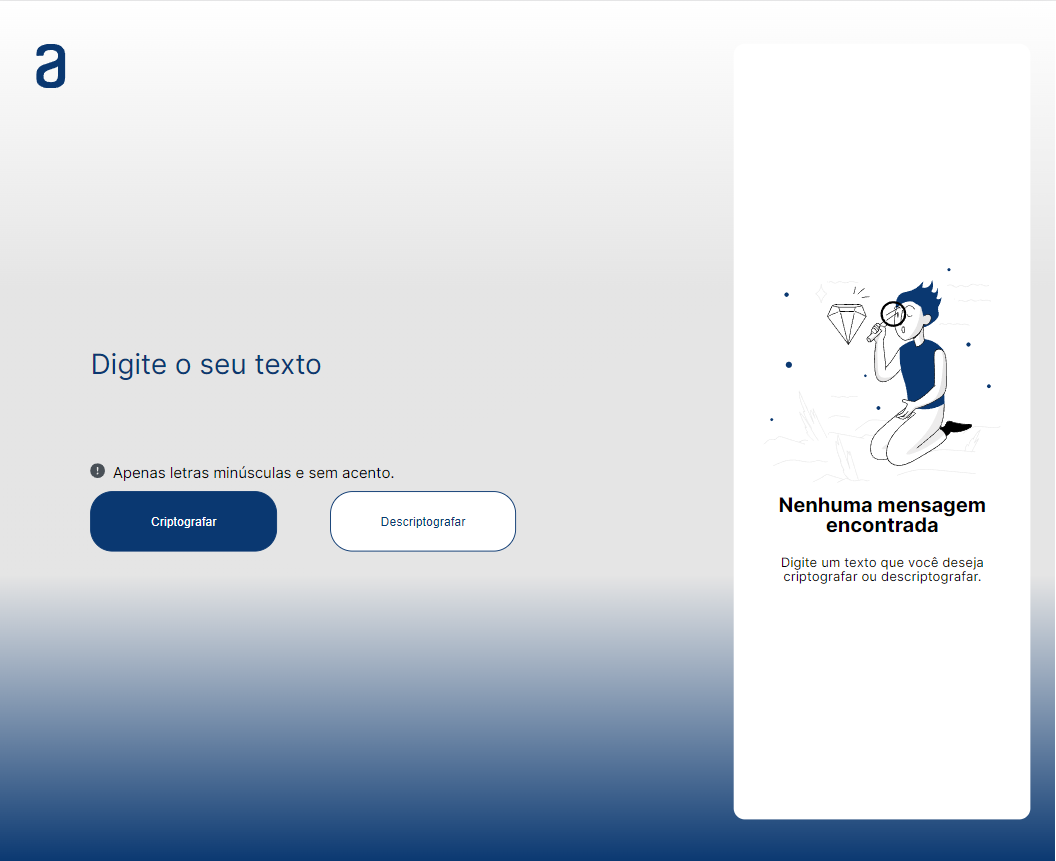 a
Digite o seu texto
Apenas letras minúsculas e sem acento.
Criptografar
Descriptografar
Nenhuma mensagem
encontrada
Digite um texto que você deseja
criptografar ou descriptografar.